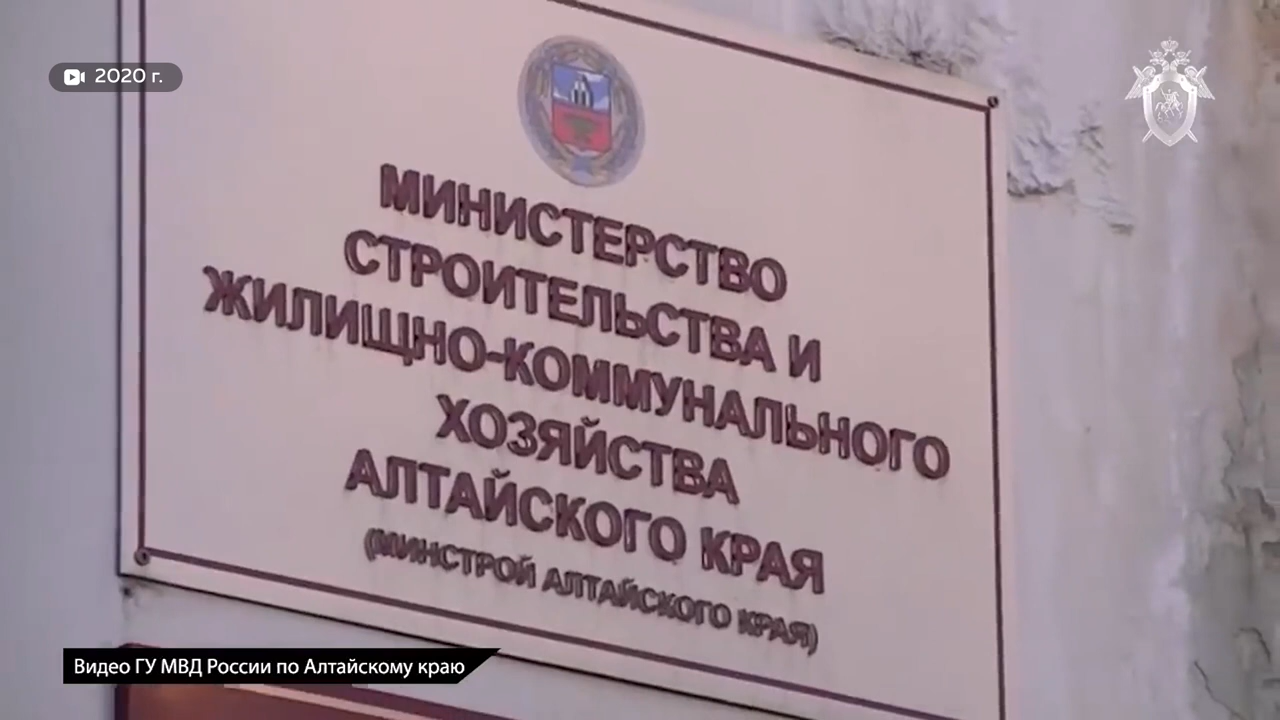 2020 г.
МИНИСТЕРСТВО
СТРОИТЕЛЬСТВА И
ЖИЛИЩНО-КОММУНАЛЬНОГО
ХОЗЯЙСТВА
АЛТАЙСКОГО КРАЯ
(МИНСТРОЙ АЛТАЙСКОГО КРАЯ)
Видео ГУ МВД России по Алтайскому краю